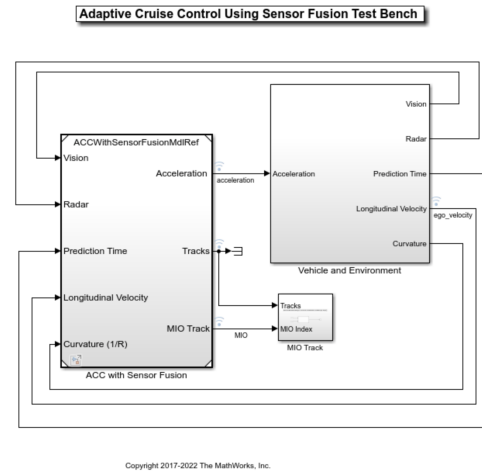 Adaptive Cruise Control Using Sensor Fusion Test Bench
ACCWithSensorFusionMdlRef
Vision
Radar
Prediction Time
Longitudinal Velocity
Curvature (1/R)
Acceleration
Tracks
MIO Track
ACC with Sensor Fusion
acceleration
MIO
Acceleration
Vision
Radar
Prediction Time
Longitudinal Velocity
Curvature
Vehicle and Environment
ego_velocity
Tracks
MIO Index
MIO Track
Copyright 2017-2022 The MathWorks, Inc.